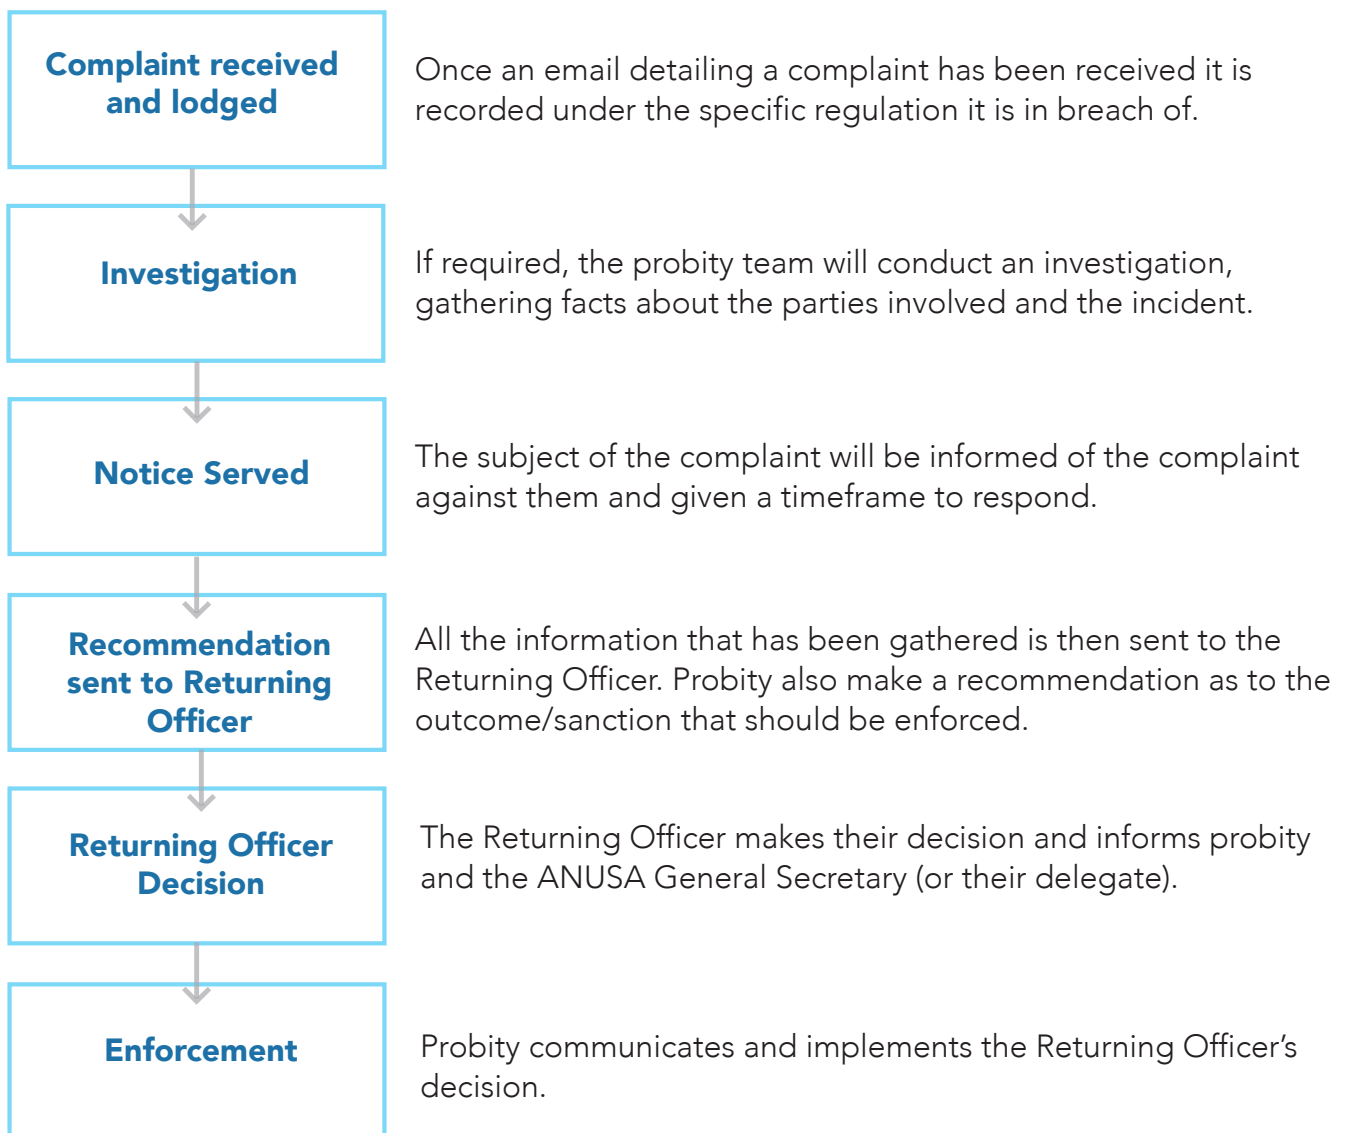 Complaint received
and lodged
Once an email detailing a complaint has been received it is
recorded under the specific regulation it is in breach of.
Investigation
If required, the probity team will conduct an investigation,
gathering facts about the parties involved and the incident.
Notice Served
The subject of the complaint will be informed of the complaint
against them and given a timeframe to respond.
Recommendation
sent to Returning
Officer
All the information that has been gathered is then sent to the
Returning Officer. Probity also make a recommendation as to the
outcome/sanction that should be enforced.
Returning Officer
Decision
The Returning Officer makes their decision and informs probity
and the ANUSA General Secretary (or their delegate).
Enforcement
Probity communicates and implements the Returning Officer’s
decision.